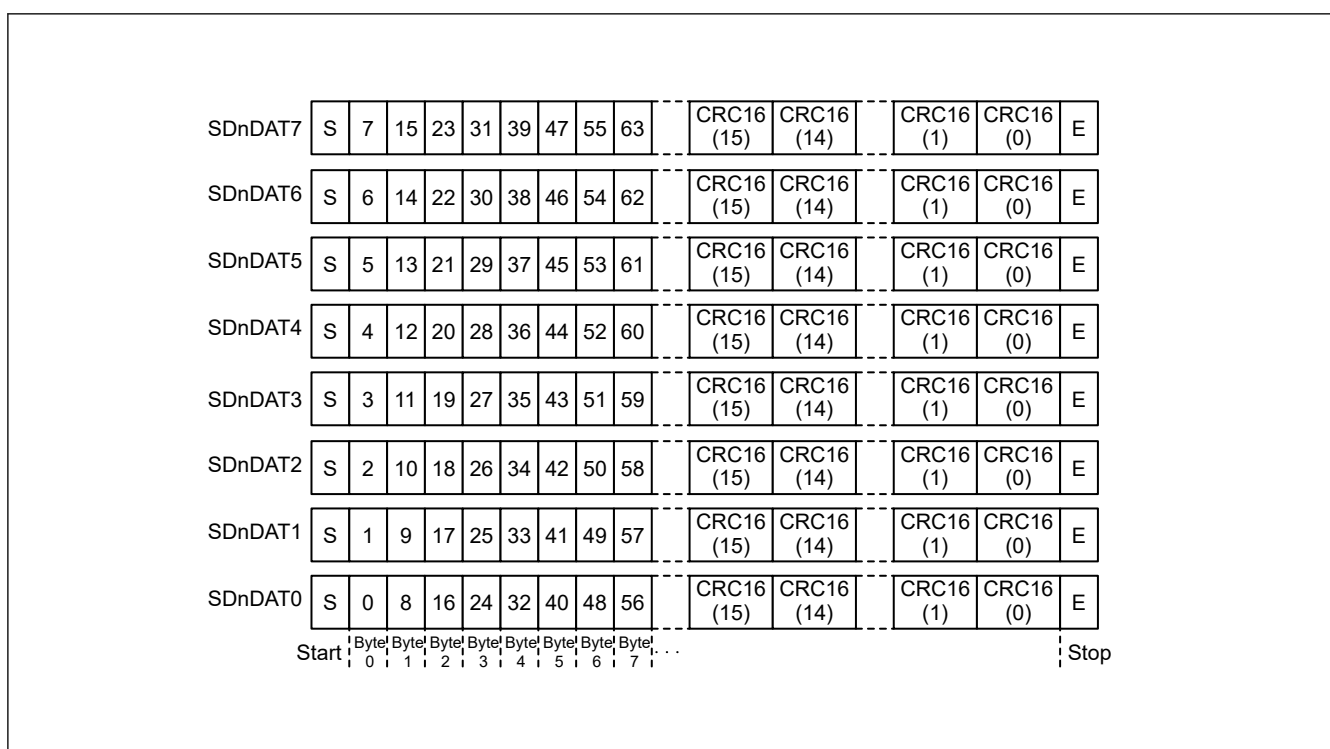 SDnDAT7 S 7 15 23 31 39 47 55 63 CRC16 (15) CRC16 (14) CRC16 (1) CRC16 (0) E
SDnDAT6 S 6 14 22 30 38 46 54 62 CRC16 (15) CRC16 (14) CRC16 (1) CRC16 (0) E
SDnDAT5 S 5 13 21 29 37 45 53 61 CRC16 (15) CRC16 (14) CRC16 (1) CRC16 (0) E
SDnDAT4 S 4 12 20 28 36 44 52 60 CRC16 (15) CRC16 (14) CRC16 (1) CRC16 (0) E
SDnDAT3 S 3 11 19 27 35 43 51 59 CRC16 (15) CRC16 (14) CRC16 (1) CRC16 (0) E
SDnDAT2 S 2 10 18 26 34 42 50 58 CRC16 (15) CRC16 (14) CRC16 (1) CRC16 (0) E
SDnDAT1 S 1 9 17 25 33 41 49 57 CRC16 (15) CRC16 (14) CRC16 (1) CRC16 (0) E
SDnDAT0 S 0 8 16 24 32 40 48 56 CRC16 (15) CRC16 (14) CRC16 (1) CRC16 (0) E
Start Byte 0 Byte 1 Byte 2 Byte 3 Byte 4 Byte 5 Byte 6 Byte 7 . . . Stop